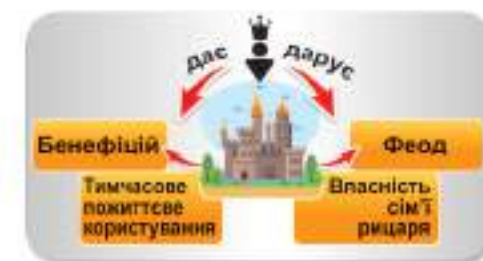 дає
дарує
Бенефіцій
Феод
Тимчасове
пожиттєве
користування
Власність
сім'ї
рицаря